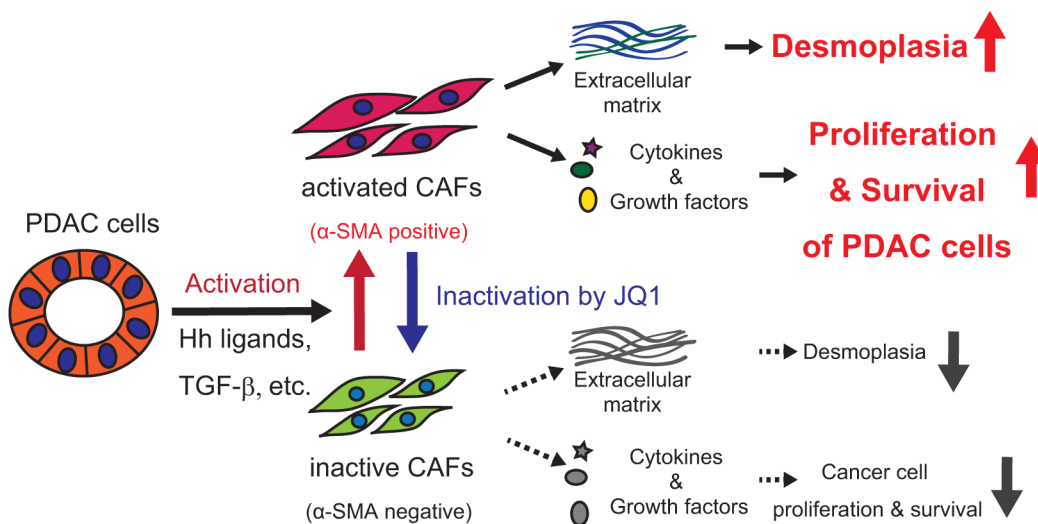 PDAC cells
Activation
Hh ligands,
TGF-β, etc.
activated CAFs
(α-SMA positive)
Inactivation by JQ1
inactive CAFs
(α-SMA negative)
Extracellular
matrix
Desmoplasia
Cytokines
&
Growth factors
Proliferation
& Survival
of PDAC cells
Extracellular
matrix
Desmoplasia
Cytokines
&
Growth factors
Cancer cell
proliferation & survival